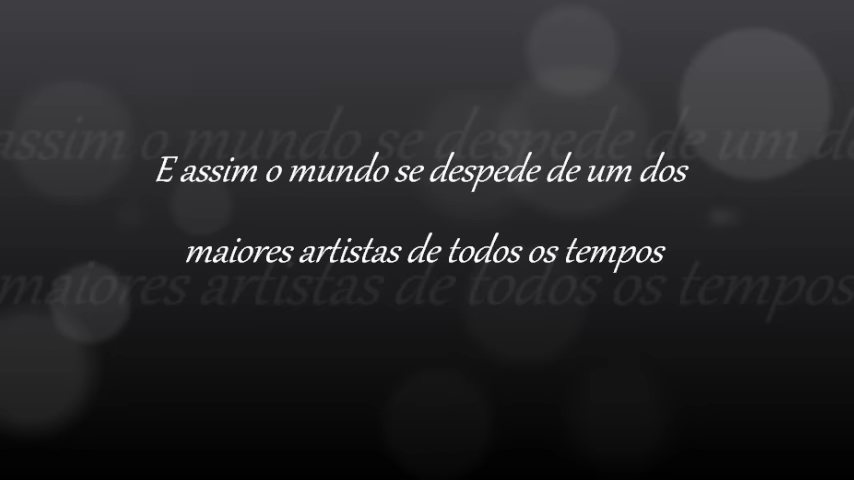 E assim o mundo se despede de um dos
maiores artistas de todos os tempos